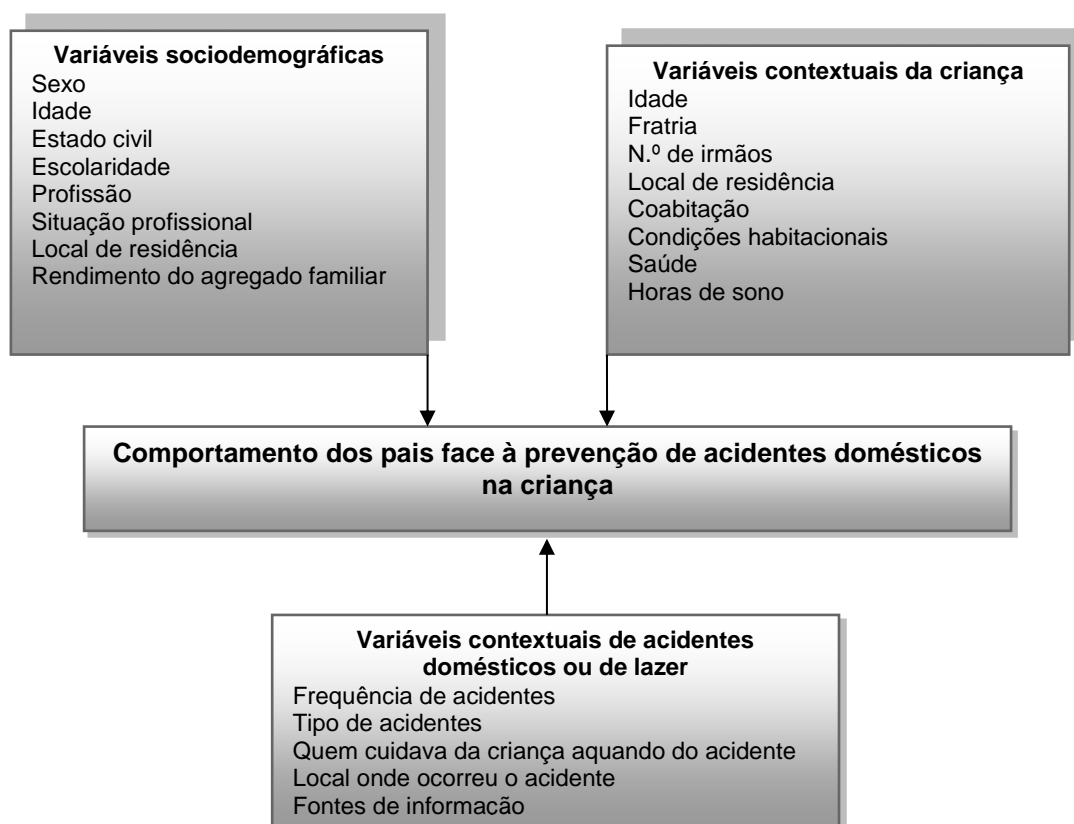 Variáveis sociodemográficas
Sexo
Idade
Estado civil
Escolaridade
Profissão
Situação profissional
Local de residência
Rendimento do agregado familiar
Variáveis contextuais da criança
Idade
Fratria
N.º de irmãos
Local de residência
Coabitação
Condições habitacionais
Saúde
Horas de sono
Comportamento dos pais face à prevenção de acidentes domésticos
na criança
Variáveis contextuais de acidentes
domésticos ou de lazer
Frequência de acidentes
Tipo de acidentes
Quem cuidava da criança aquando do acidente
Local onde ocorreu o acidente
Fontes de informação